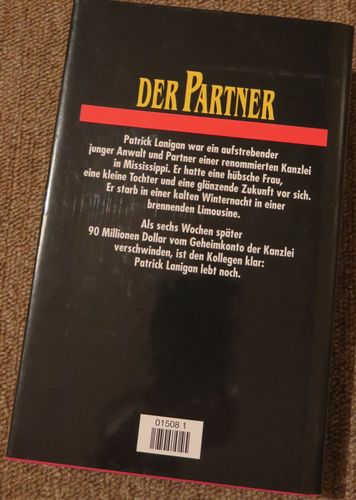 DER PARTNER
Patrick Lanigan war ein aufstrebender
junger Anwalt und Partner einer renommierten Kanzlei
in Mississippi. Er hatte eine hübsche Frau,
eine kleine Tochter und eine glänzende Zukunft vor sich.
Er starb in einer kalten Winternacht in einer
brennenden Limousine.
Als sechs Wochen später
90 Millionen Dollar vom Geheimkonto der Kanzlei
verschwinden, ist den Kollegen klar:
Patrick Lanigan lebt noch.
01508 1